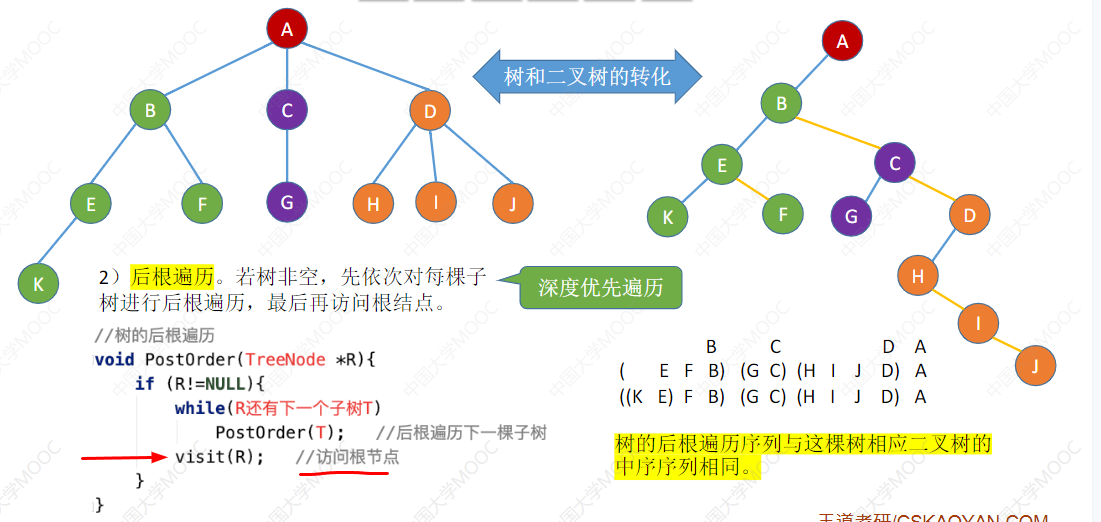 A
B C D
E F G H I J
K
树和二叉树的转化
A
B
E C
K F G D
H
I
J
2）后根遍历。若树非空，先依次对每棵子
树进行后根遍历，最后再访问根结点。
深度优先遍历
//树的后根遍历
void PostOrder(TreeNode *R){
if (R!=NULL){
while(R还有下一个子树T)
PostOrder(T); //后根遍历下一棵子树
visit(R); //访问根节点
}
}
B C D A
( E F B) (G C) (H I J D) A
((K E) F B) (G C) (H I J D) A
树的后根遍历序列与这棵树相应二叉树的
中序序列相同。
王道考研/CSKAOYAN.COM
中国大学MOOC